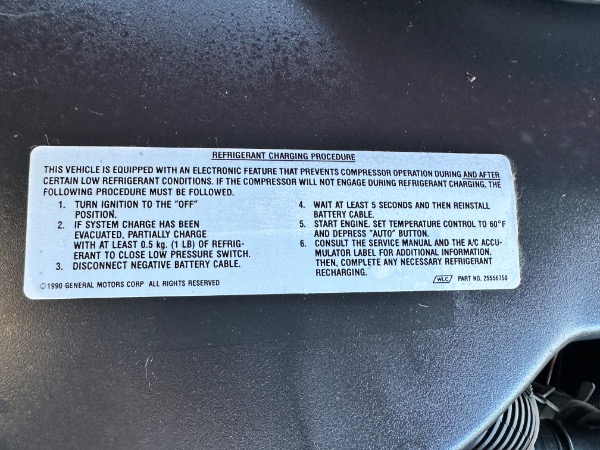 REFRIGERANT CHARGING PROCEDURE
THIS VEHICLE IS EQUIPPED WITH AN ELECTRONIC FEATURE THAT PREVENTS COMPRESSOR OPERATION DURING AND AFTER
CERTAIN LOW REFRIGERANT CONDITIONS. IF THE COMPRESSOR WILL NOT ENGAGE DURING REFRIGERANT CHARGING, THE
FOLLOWING PROCEDURE MUST BE FOLLOWED.
1. TURN IGNITION TO THE "OFF"
POSITION.
2. IF SYSTEM CHARGE HAS BEEN
EVACUATED, PARTIALLY CHARGE
WITH AT LEAST 0.5 kg. (1 LB) OF REFRIG-
ERANT TO CLOSE LOW PRESSURE SWITCH.
3. DISCONNECT NEGATIVE BATTERY CABLE.
4. WAIT AT LEAST 5 SECONDS AND THEN REINSTALL
BATTERY CABLE.
5. START ENGINE. SET TEMPERATURE CONTROL TO 60°F
AND DEPRESS "AUTO" BUTTON.
6. CONSULT THE SERVICE MANUAL AND THE A/C ACCU-
MULATOR LABEL FOR ADDITIONAL INFORMATION.
THEN, COMPLETE ANY NECESSARY REFRIGERANT
RECHARGING.
©1990 GENERAL MOTORS CORP ALL RIGHTS RESERVED
WLC PART NO. 25556750